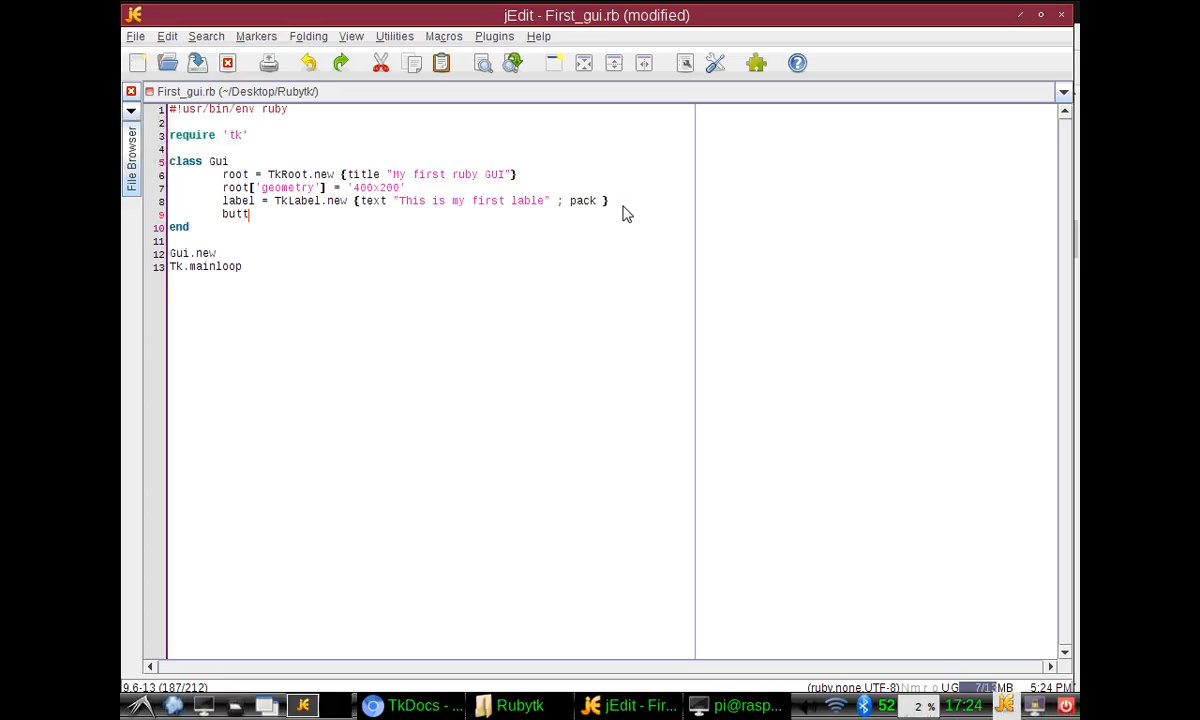 jEdit - First_gui.rb (modified)
File Edit Search Markers Folding View Utilities Macros Plugins Help
First_gui.rb (~/Desktop/Rubytk/)
File Browser
1 #!usr/bin/env ruby
2
3 require 'tk'
4
5 class Gui
6 root = TkRoot.new {title "My first ruby GUI"}
7 root['geometry'] = '400x200'
8 label = TkLabel.new {text "This is my first lable" ; pack }
9 butt
10 end
11
12 Gui.new
13 Tk.mainloop
9,6-13 (187/212) (ruby,none,UTF-8) N m r o UG 7/13MB 5:24 PM
TkDocs - ... Rubytk jEdit - Fir... pi@rasp... 52 2 % 17:24